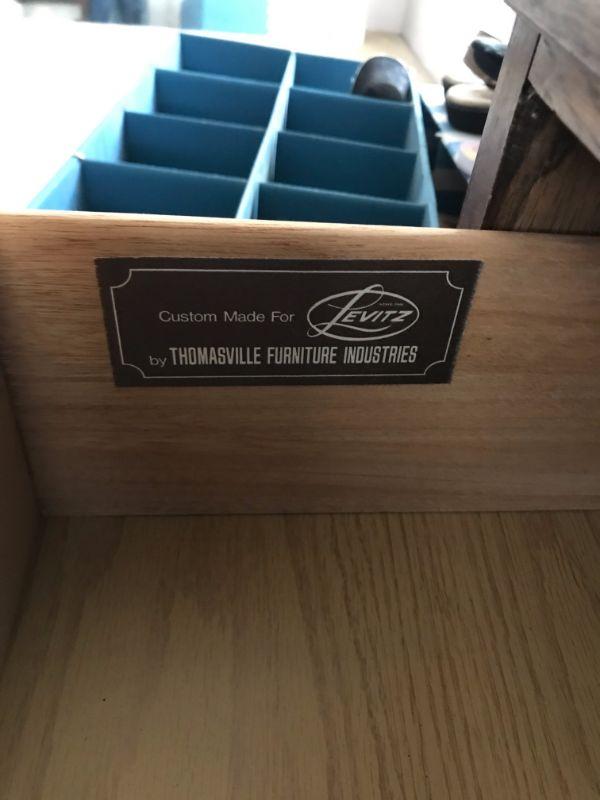 Custom Made For LEVITZ
by THOMASVILLE FURNITURE INDUSTRIES